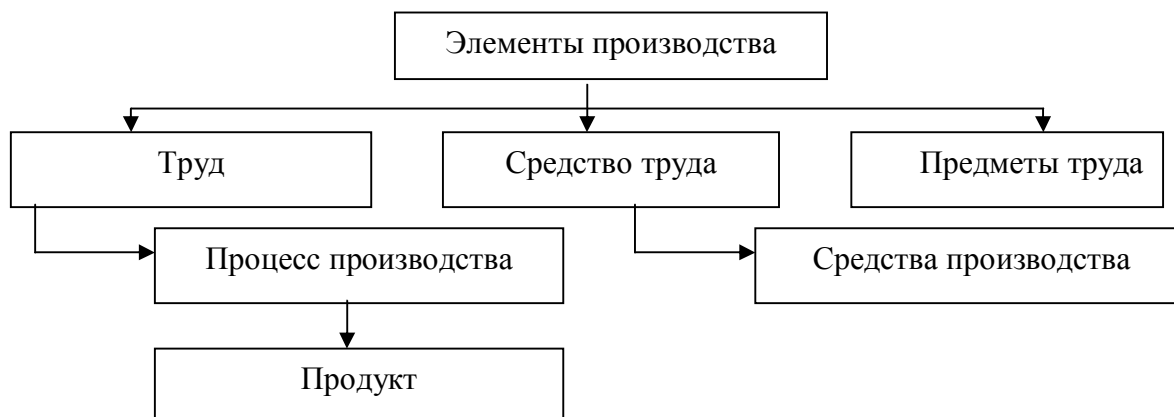 Элементы производства
Труд
Средство труда
Предметы труда
Процесс производства
Средства производства
Продукт